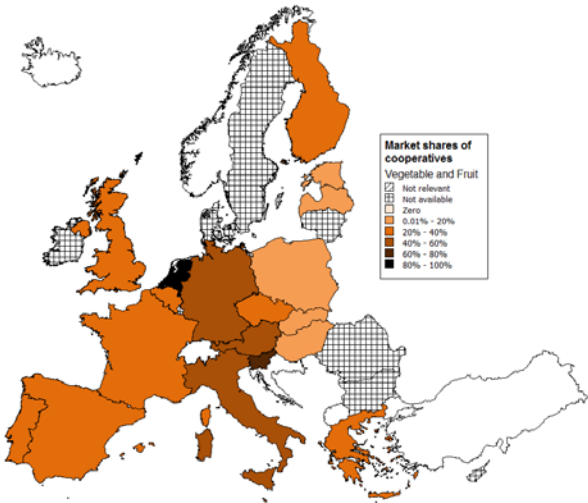 Market shares of
cooperatives
Vegetable and Fruit
Not relevant
Not available
Zero
0.01% - 20%
20% - 40%
40% - 60%
60% - 80%
80% - 100%